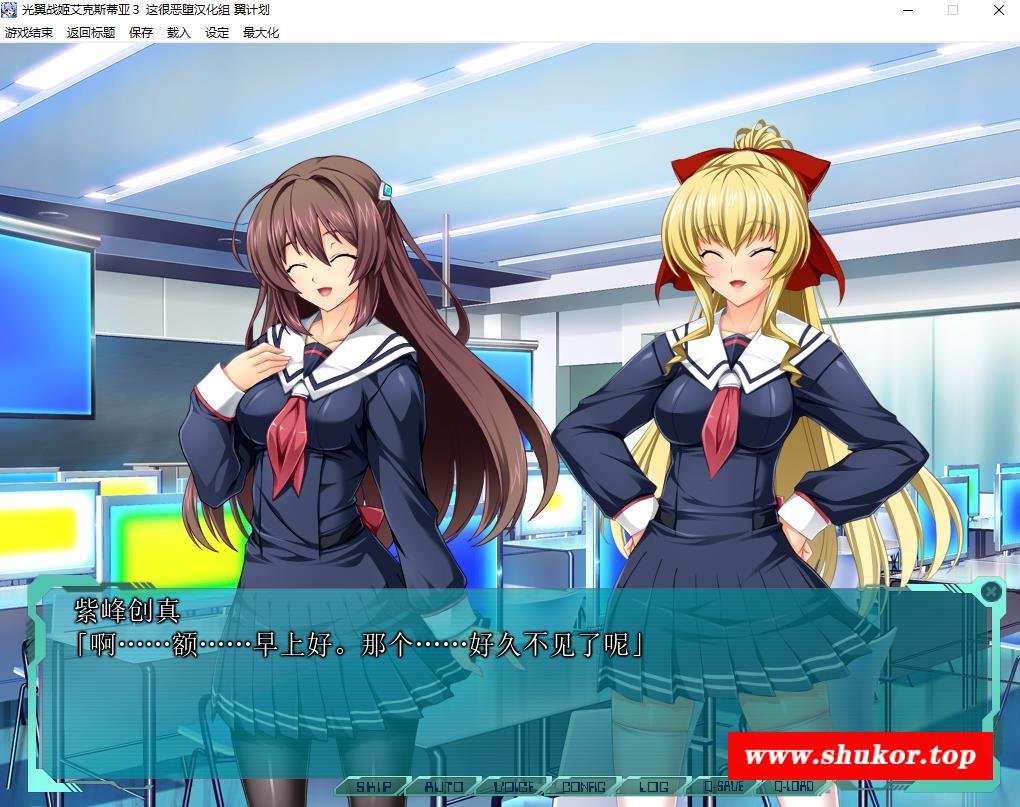 光翼战姬艾克斯蒂亚3 这很恶堕汉化组 翼计划
游戏结束 返回标题 保存 载入 设定 最大化
紫峰创真
「啊……额……早上好。那个……好久不见了呢」
www.shukor.top
SKIP AUTO VOICE CONFIG LOG Q-SAVE Q-LOAD